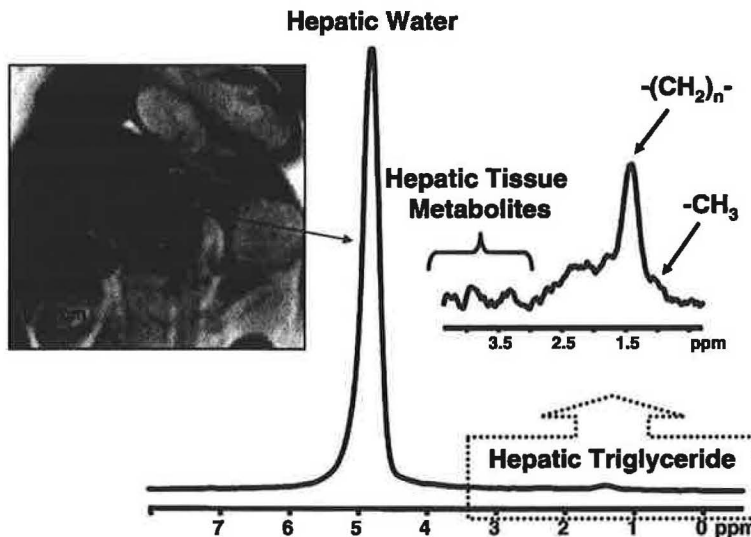 Hepatic Water
-(CH₂)ₙ-
Hepatic Tissue
Metabolites
-CH₃
3.5 2.5 1.5 ppm
Hepatic Triglyceride
7 6 5 4 3 2 1 0 ppm